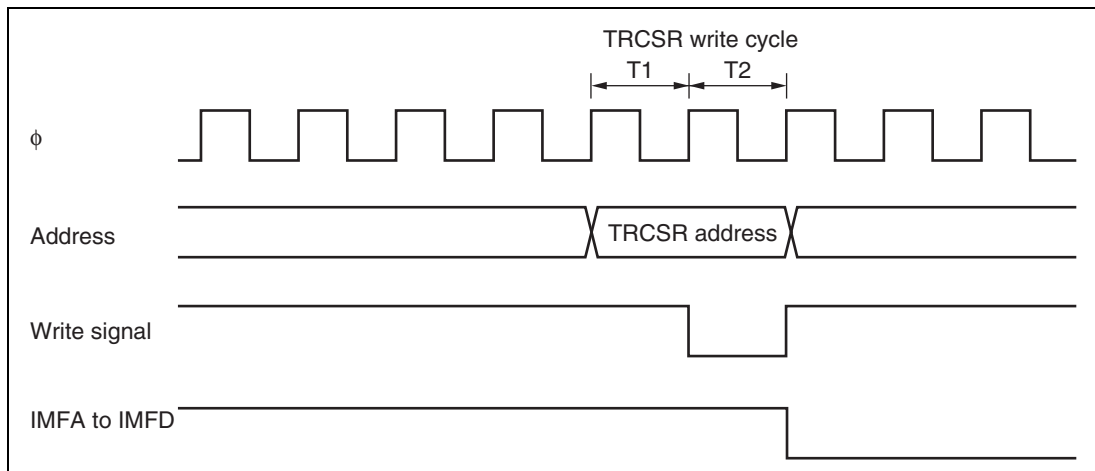 TRCSR write cycle
T1 T2
ϕ
Address
TRCSR address
Write signal
IMFA to IMFD